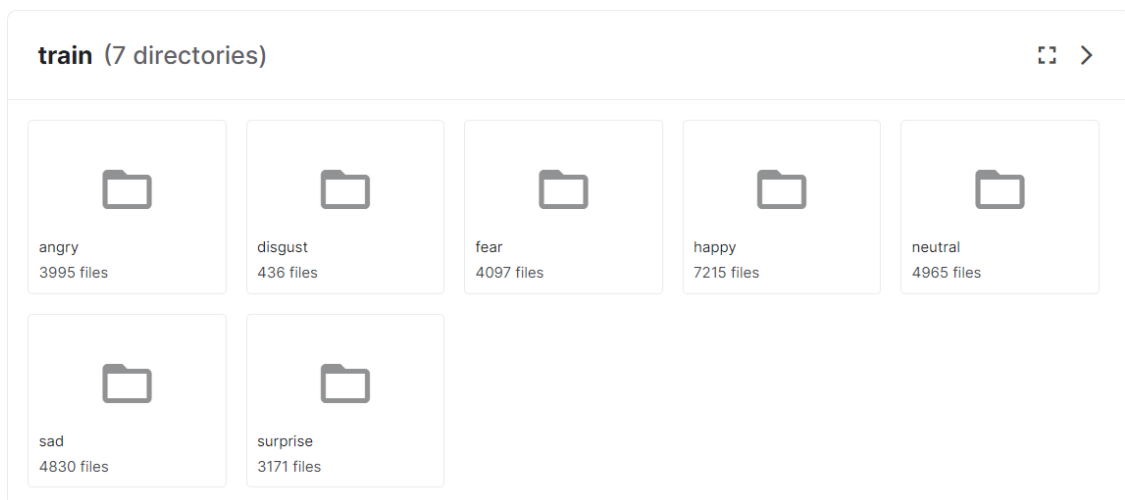 train (7 directories)
angry
3995 files
disgust
436 files
fear
4097 files
happy
7215 files
neutral
4965 files
sad
4830 files
surprise
3171 files